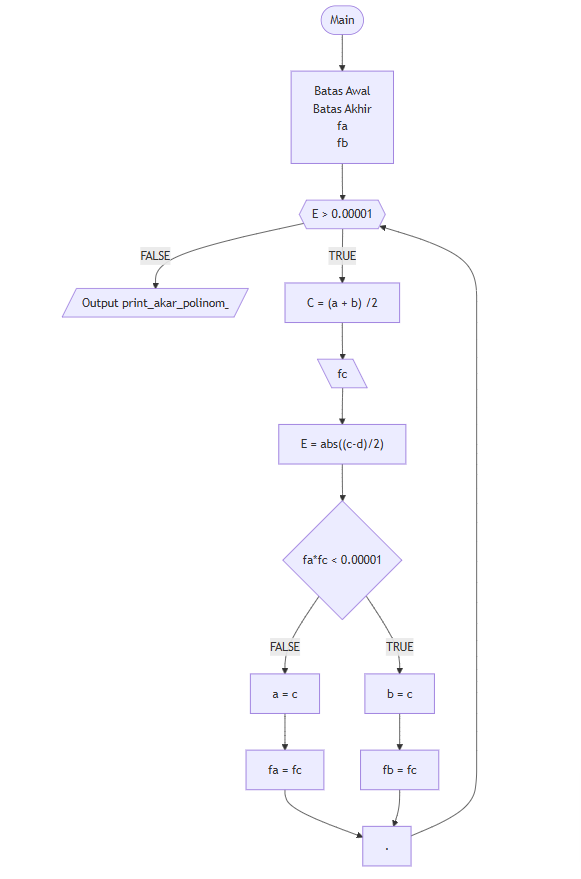 Main
Batas Awal
Batas Akhir
fa
fb
E > 0.00001
FALSE
TRUE
Output print_akar_polinom_
C = (a + b) /2
fc
E = abs((c-d)/2)
fa*fc < 0.00001
FALSE
TRUE
a = c
b = c
fa = fc
fb = fc
.